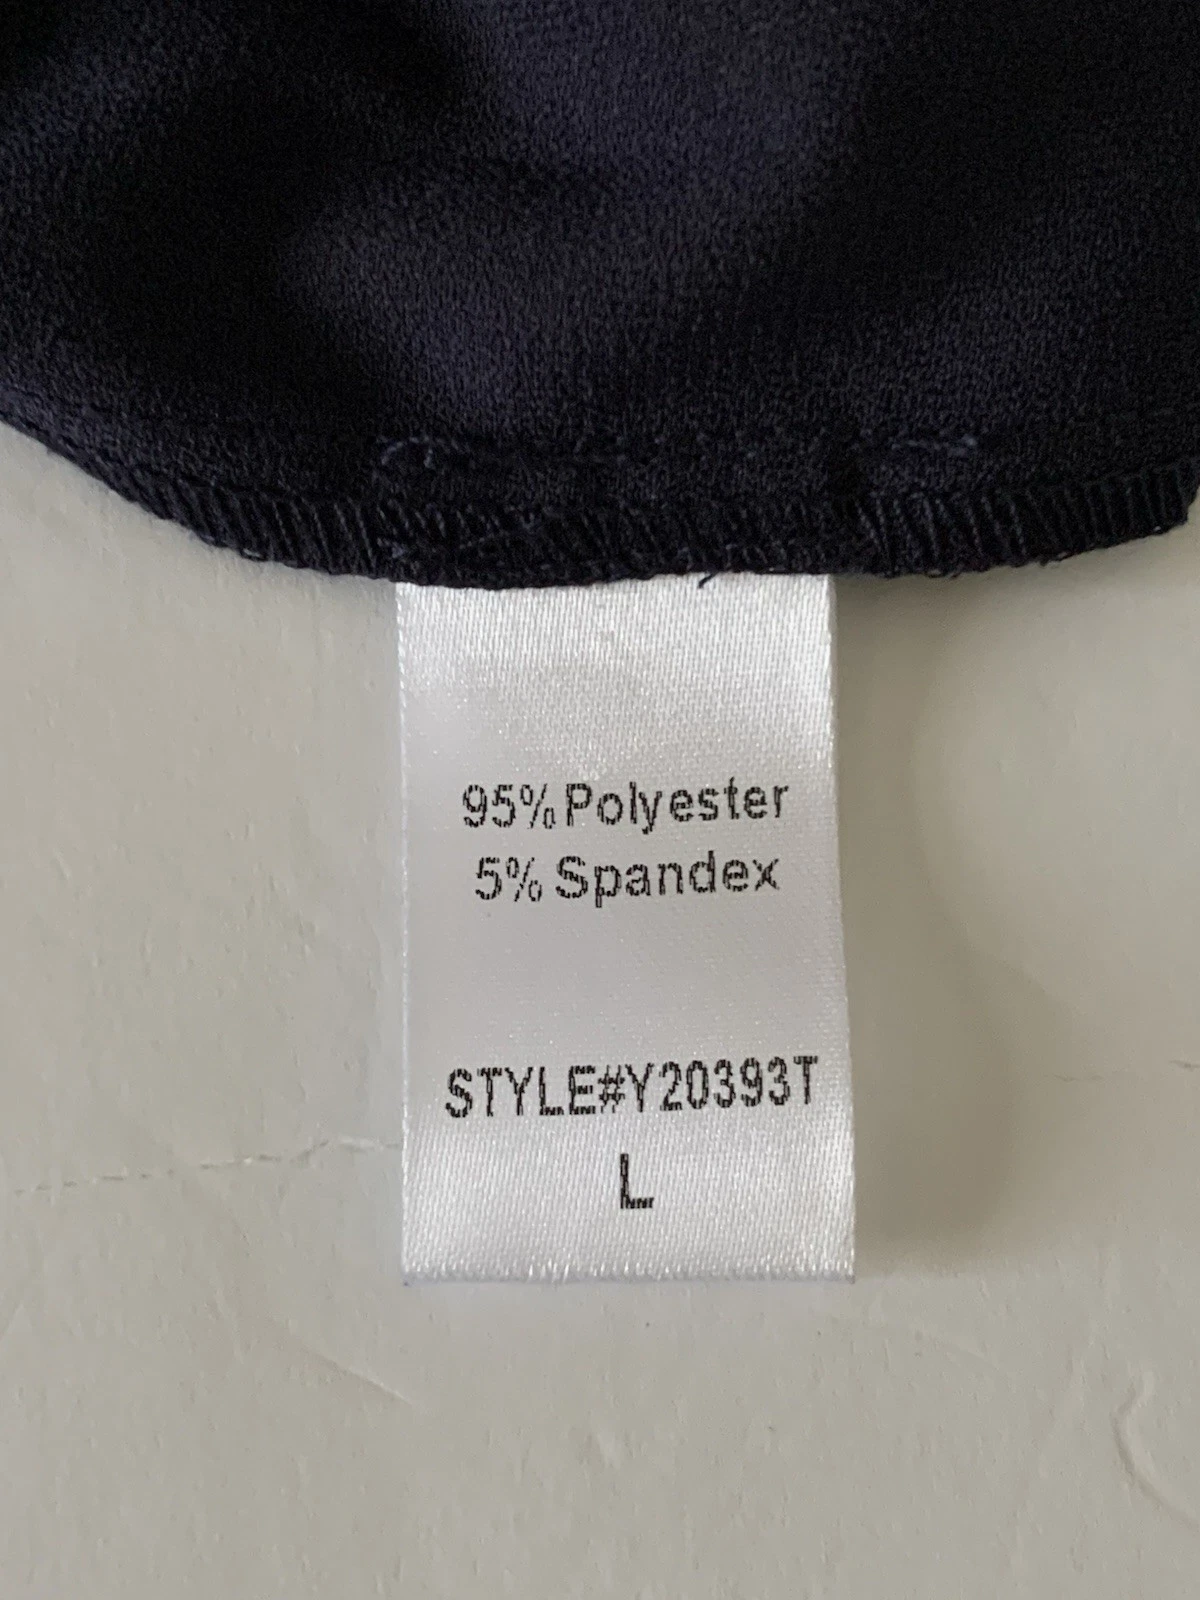 95% Polyester
5% Spandex
STYLE#Y20393T
L